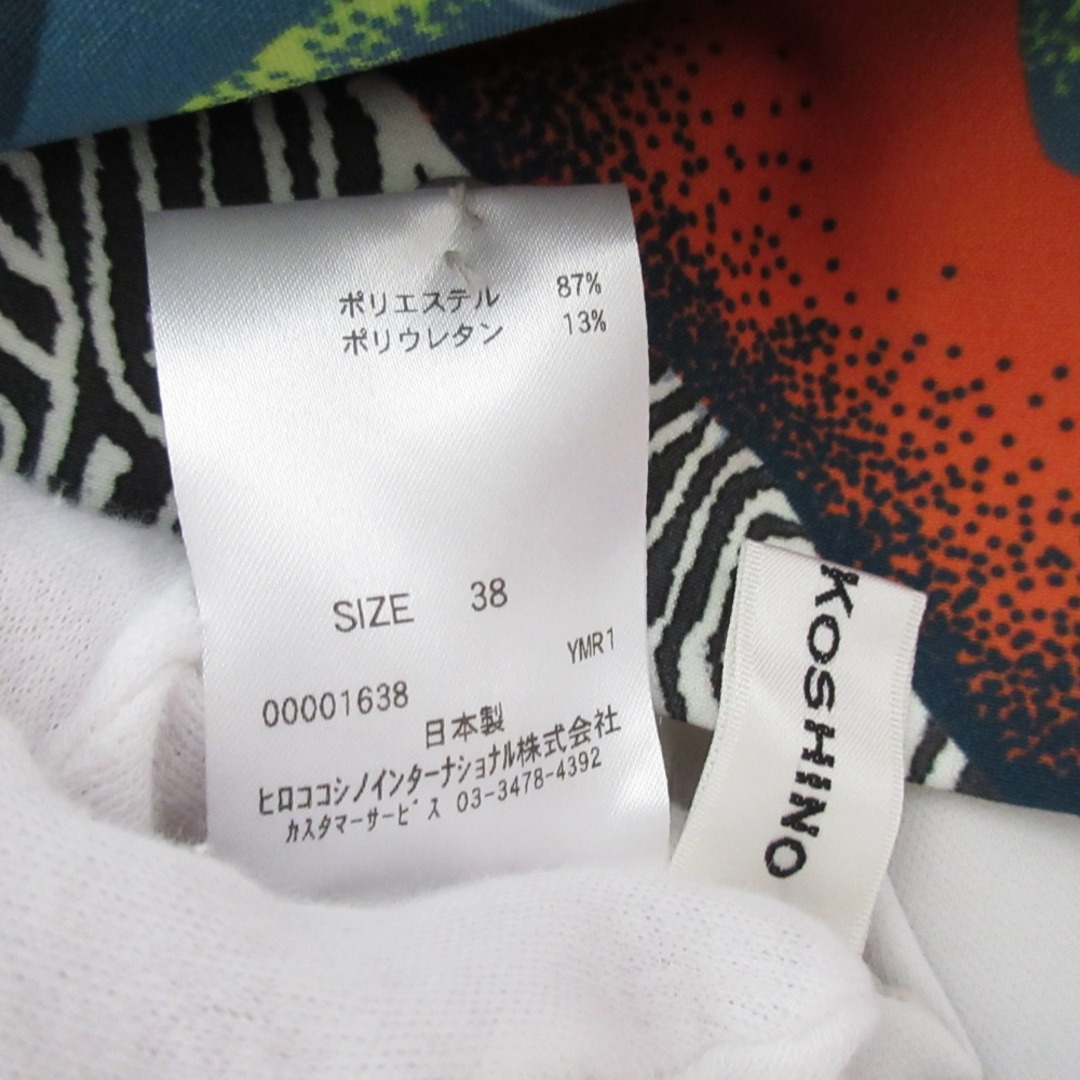 ポリエステル 87%
ポリウレタン 13%
SIZE 38
YMR1
00001638
日本製
ヒロココシノインターナショナル株式会社
カスタマーサービス 03-3478-4392
KOSHINO